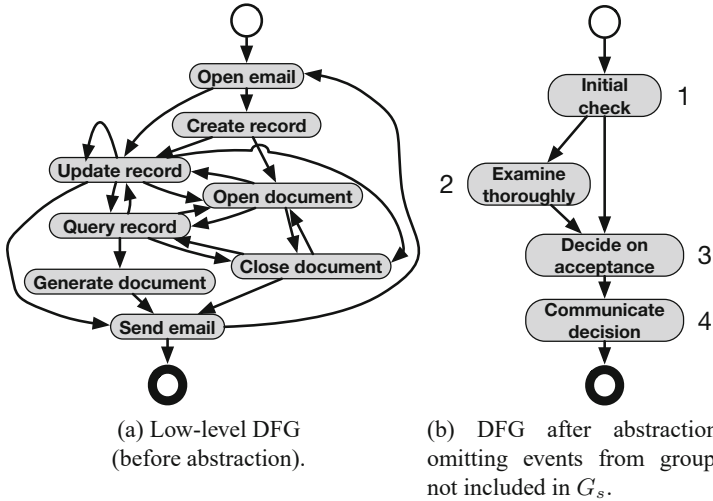 Open email
Create record
Update record
Open document
Query record
Close document
Generate document
Send email
(a) Low-level DFG
(before abstraction).
Initial
check
1
Examine
thoroughly
2
Decide on
acceptance
3
Communicate
decision
4
(b) DFG after abstraction
omitting events from group
not included in Gs.